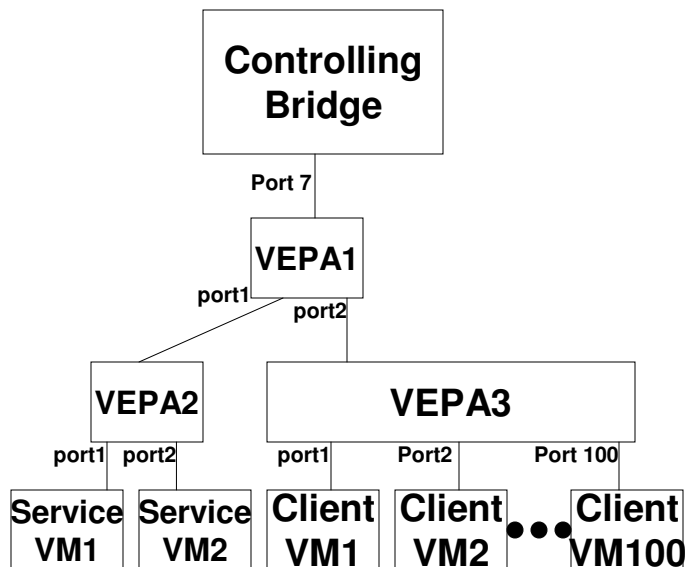 Controlling
Bridge
Port 7
VEPA1
port1
port2
VEPA2
VEPA3
port1
port2
port1
Port2
Port 100
Service
VM1
Service
VM2
Client
VM1
Client
VM2
Client
VM100